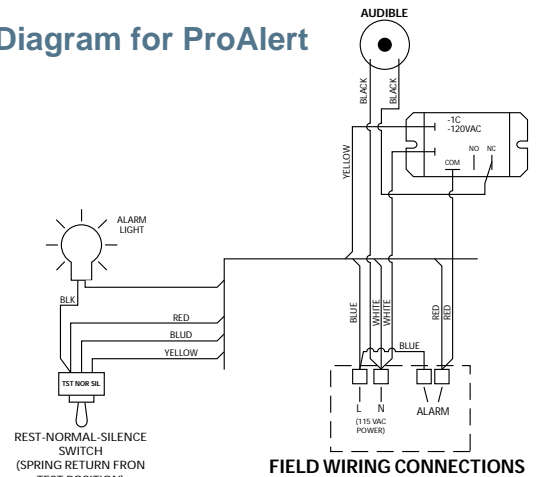 Diagram for ProAlert
AUDIBLE
BLACK
BLACK
-1C
-120VAC
NO NC
COM
YELLOW
ALARM
LIGHT
BLK
RED
BLUD
YELLOW
TST NOR SIL
REST-NORMAL-SILENCE
SWITCH
(SPRING RETURN FRON
TEST POSITION)
BLUE
WHITE
WHITE
RED
RED
BLUE
L N
(115 VAC
POWER)
ALARM
FIELD WIRING CONNECTIONS